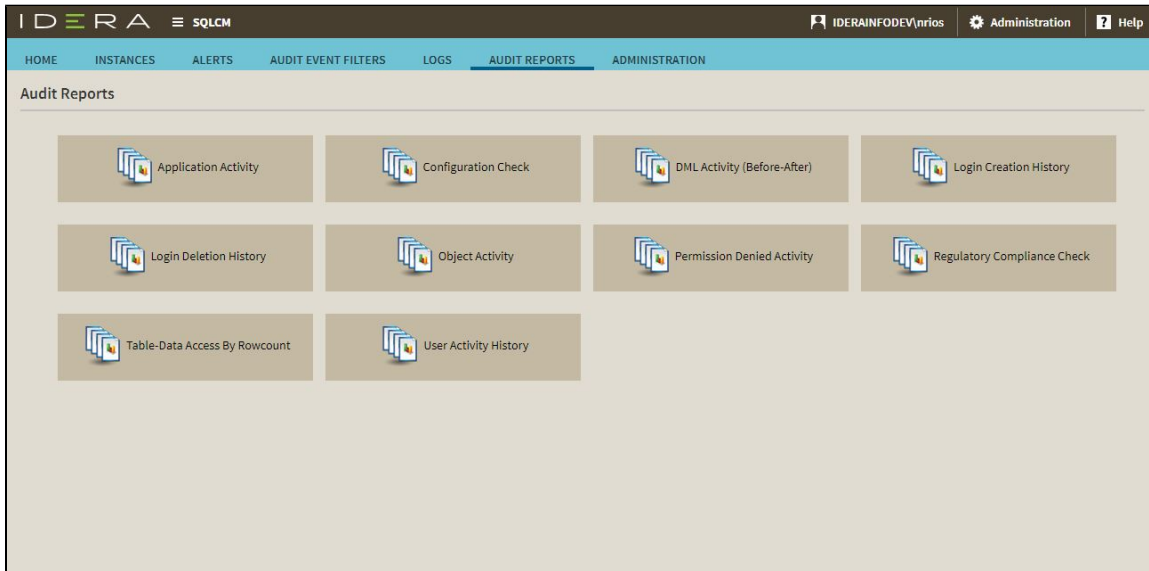 IDERA ≡ SQLCM IDERAINFODEV\nrios Administration ? Help
HOME INSTANCES ALERTS AUDIT EVENT FILTERS LOGS AUDIT REPORTS ADMINISTRATION
Audit Reports
Application Activity Configuration Check DML Activity (Before-After) Login Creation History
Login Deletion History Object Activity Permission Denied Activity Regulatory Compliance Check
Table-Data Access By Rowcount User Activity History